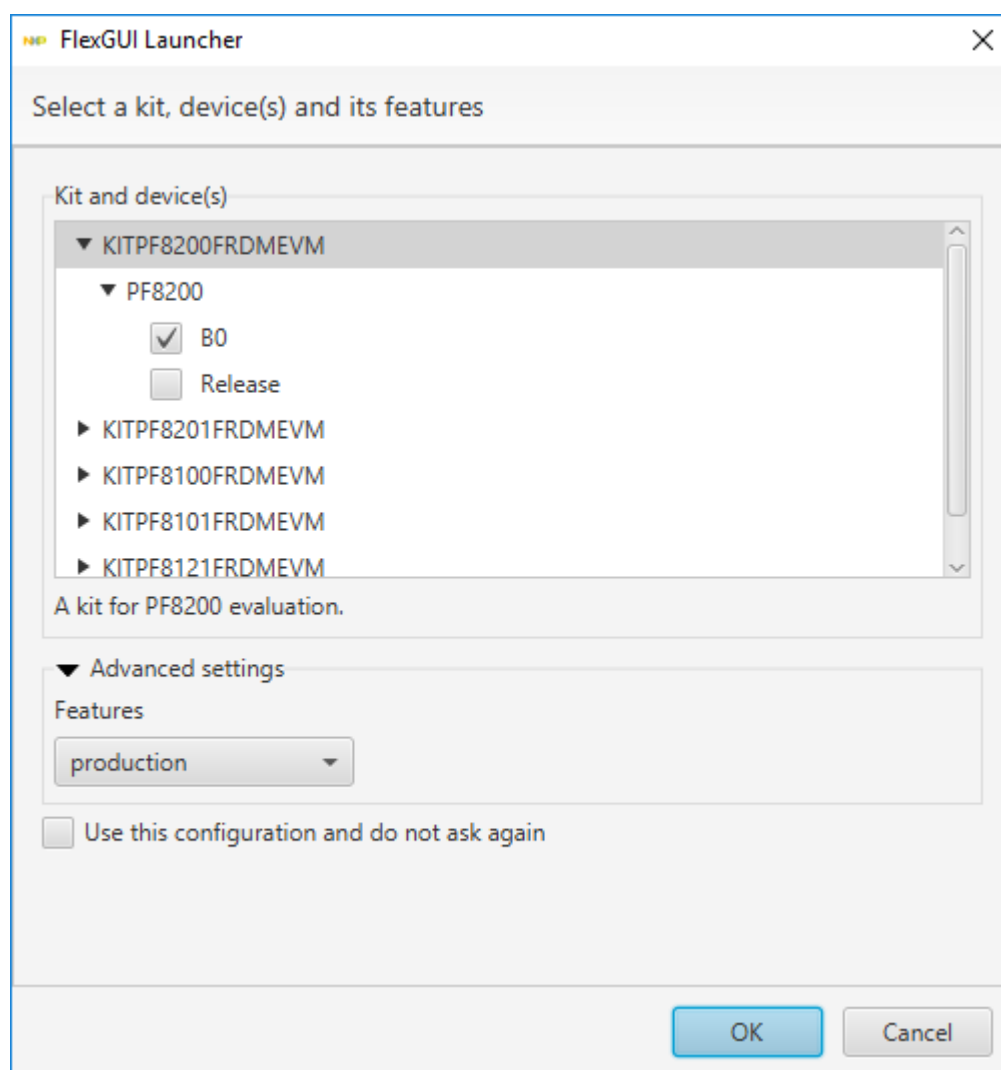 NXP FlexGUI Launcher
Select a kit, device(s) and its features
Kit and device(s)
KITPF8200FRDMEVM
PF8200
B0
Release
KITPF8201FRDMEVM
KITPF8100FRDMEVM
KITPF8101FRDMEVM
KITPF8121FRDMEVM
A kit for PF8200 evaluation.
Advanced settings
Features
production
Use this configuration and do not ask again
OK Cancel